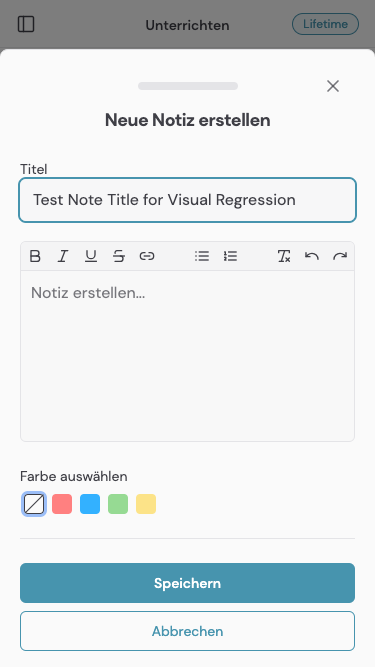 Unterrichten
Lifetime
Neue Notiz erstellen
Titel
Test Note Title for Visual Regression
Notiz erstellen...
Farbe auswählen
Speichern
Abbrechen